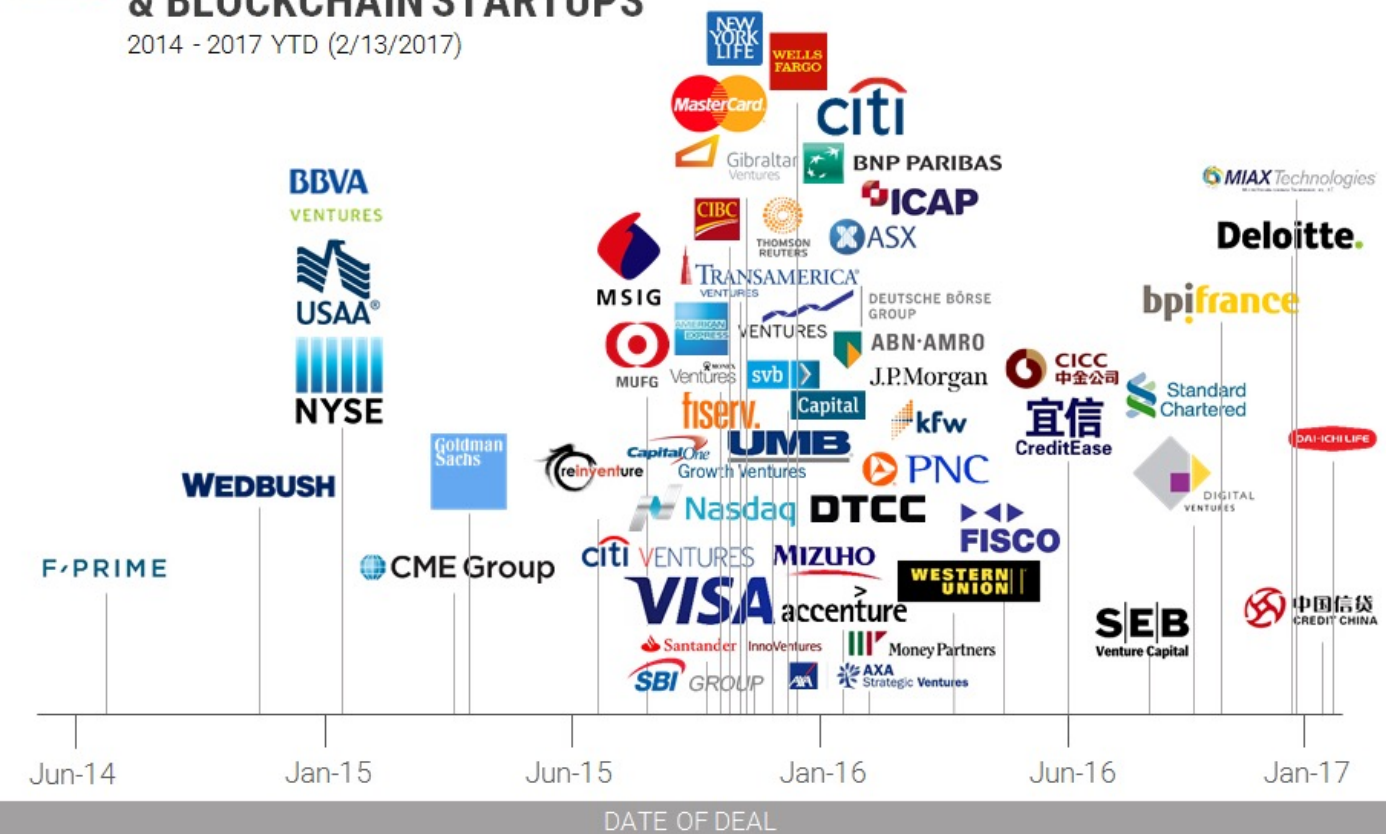 & BLOCKCHAIN STARTUPS
2014 - 2017 YTD (2/13/2017)
NEW
YORK
LIFE
WELLS
FARGO
MasterCard
citi
Gibraltar
Ventures
BNP PARIBAS
BBVA
VENTURES
MIAX Technologies
ICAP
CIBC
THOMSON
REUTERS
ASX
Deloitte.
MSIG
USAA®
TRANSAMERICA®
VENTURES
DEUTSCHE BÖRSE
GROUP
bpifrance
AMERICAN
EXPRESS
VENTURES
ABN·AMRO
MUFG
Ventures
svb
J.P.Morgan
CICC
中金公司
Standard
Chartered
NYSE
fiserv.
Capital
kfw
宜信
CreditEase
DAI-ICHI LIFE
Goldman
Sachs
reinventure
CapitalOne
Growth Ventures
UMB
PNC
WEDBUSH
DIGITAL
VENTURES
Nasdaq
DTCC
FISCO
F-PRIME
CME Group
citi VENTURES
MIZUHO
WESTERN
UNION
VISA
accenture
SEB
Venture Capital
中国信贷
CREDIT CHINA
Santander InnoVentures
Money Partners
SBI GROUP
AXA
AXA
Strategic Ventures
Jun-14
Jan-15
Jun-15
Jan-16
Jun-16
Jan-17
DATE OF DEAL